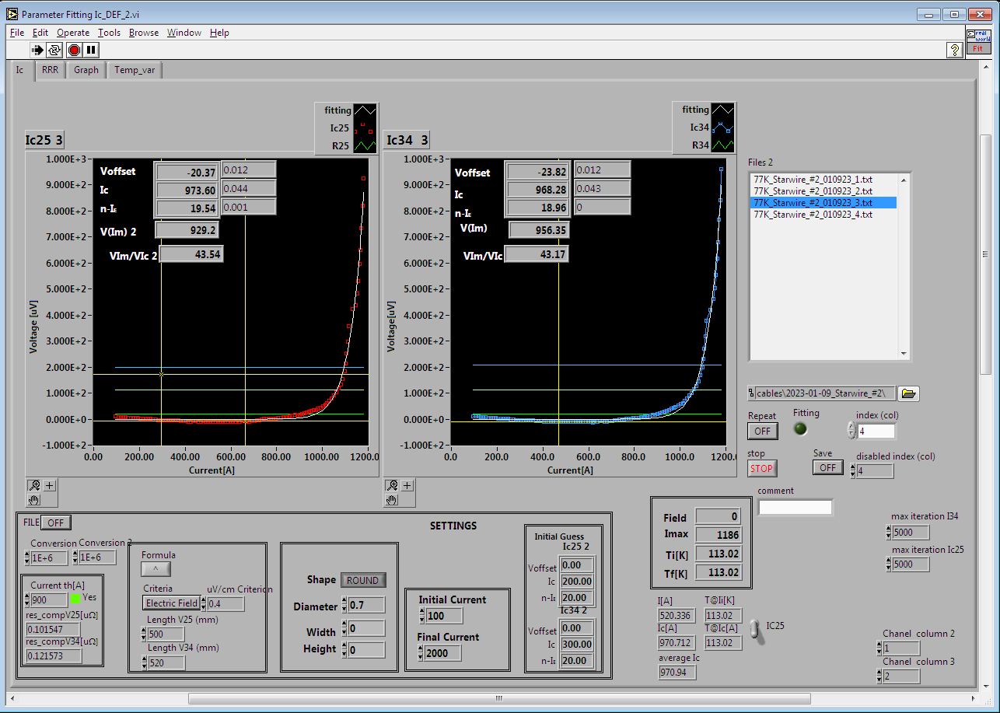 Parameter Fitting Ic_DEF_2.vi
File Edit Operate Tools Browse Window Help
real world
Fit
Ic RRR Graph Temp_var
fitting
Ic25
R25
Ic25 3
1.000E+3
9.000E+2
8.000E+2
7.000E+2
6.000E+2
5.000E+2
4.000E+2
3.000E+2
2.000E+2
1.000E+2
0.000E+0
-1.000E+2
Voltage [uV]
Voffset -20.37 0.012
Ic 973.60 0.044
n-IE 19.54 0.001
V(Im) 2 929.2
VIm/VIc 2 43.54
0.00 200.00 400.00 600.00 800.00 1000.00 1200.0
Current[A]
fitting
Ic34
R34
Ic34 3
1.000E+3
9.000E+2
8.000E+2
7.000E+2
6.000E+2
5.000E+2
4.000E+2
3.000E+2
2.000E+2
1.000E+2
0.000E+0
-1.000E+2
Voltage[uV]
Voffset -23.82 0.012
Ic 968.28 0.043
n-IE 18.96 0
V(Im) 956.35
VIm/VIc 43.17
0.0 200.0 400.0 600.0 800.0 1000.0 1200.0
Current[A]
Files 2
77K_Starwire_#2_010923_1.txt
77K_Starwire_#2_010923_2.txt
77K_Starwire_#2_010923_3.txt
77K_Starwire_#2_010923_4.txt
cables\2023-01-09_Starwire_#2\
Repeat Fitting index (col)
OFF 4
stop Save disabled index (col)
STOP OFF 4
comment
max iteration I34
5000
max iteration Ic25
5000
FILE OFF
SETTINGS
Conversion Conversion 2
1E+6 1E+6
Current th[A]
900 Yes
res_compV25[uΩ]
0.101547
res_compV34[uΩ]
0.121573
Formula
^
Criteria uV/cm Criterion
Electric Field 0.4
Length V25 (mm)
500
Length V34 (mm)
520
Shape ROUND
Diameter 0.7
Width 0
Height 0
Initial Current
100
Final Current
2000
Initial Guess
Ic25 2
Voffset 0.00
Ic 200.00
n-IE 20.00
Ic34 2
Voffset 0.00
Ic 300.00
n-IE 20.00
Field 0
Imax 1186
Ti[K] 113.02
Tf[K] 113.02
I[A] T@Ii[K]
520.336 113.02
Ic[A] T@Ic[A]
970.712 113.02
average Ic
970.94
IC25
Chanel column 2
1
Chanel column 3
2